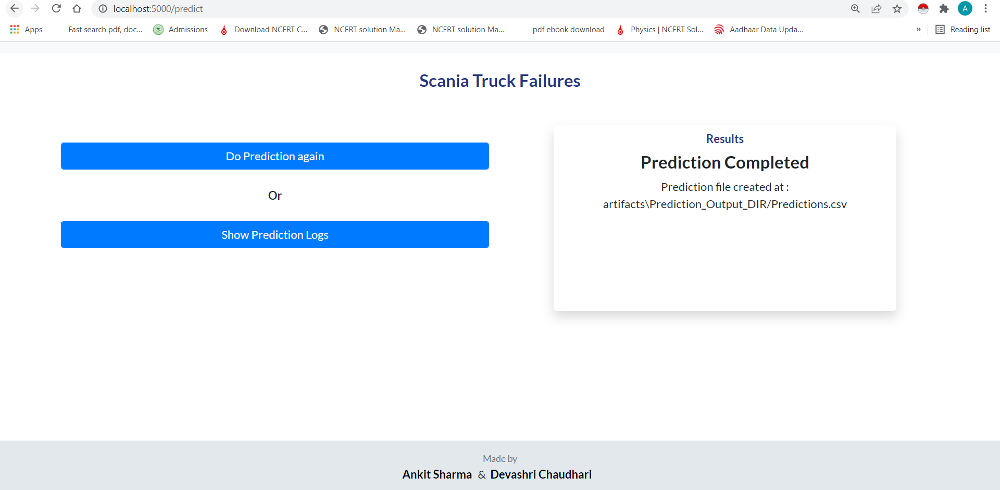 localhost:5000/predict
Apps Fast search pdf, doc... Admissions Download NCERT C... NCERT solution Ma... NCERT solution Ma... pdf ebook download Physics | NCERT Sol... Aadhaar Data Upda... » Reading list
A
Scania Truck Failures
Do Prediction again
Or
Show Prediction Logs
Results
Prediction Completed
Prediction file created at :
artifacts\Prediction_Output_DIR/Predictions.csv
Made by
Ankit Sharma & Devashri Chaudhari